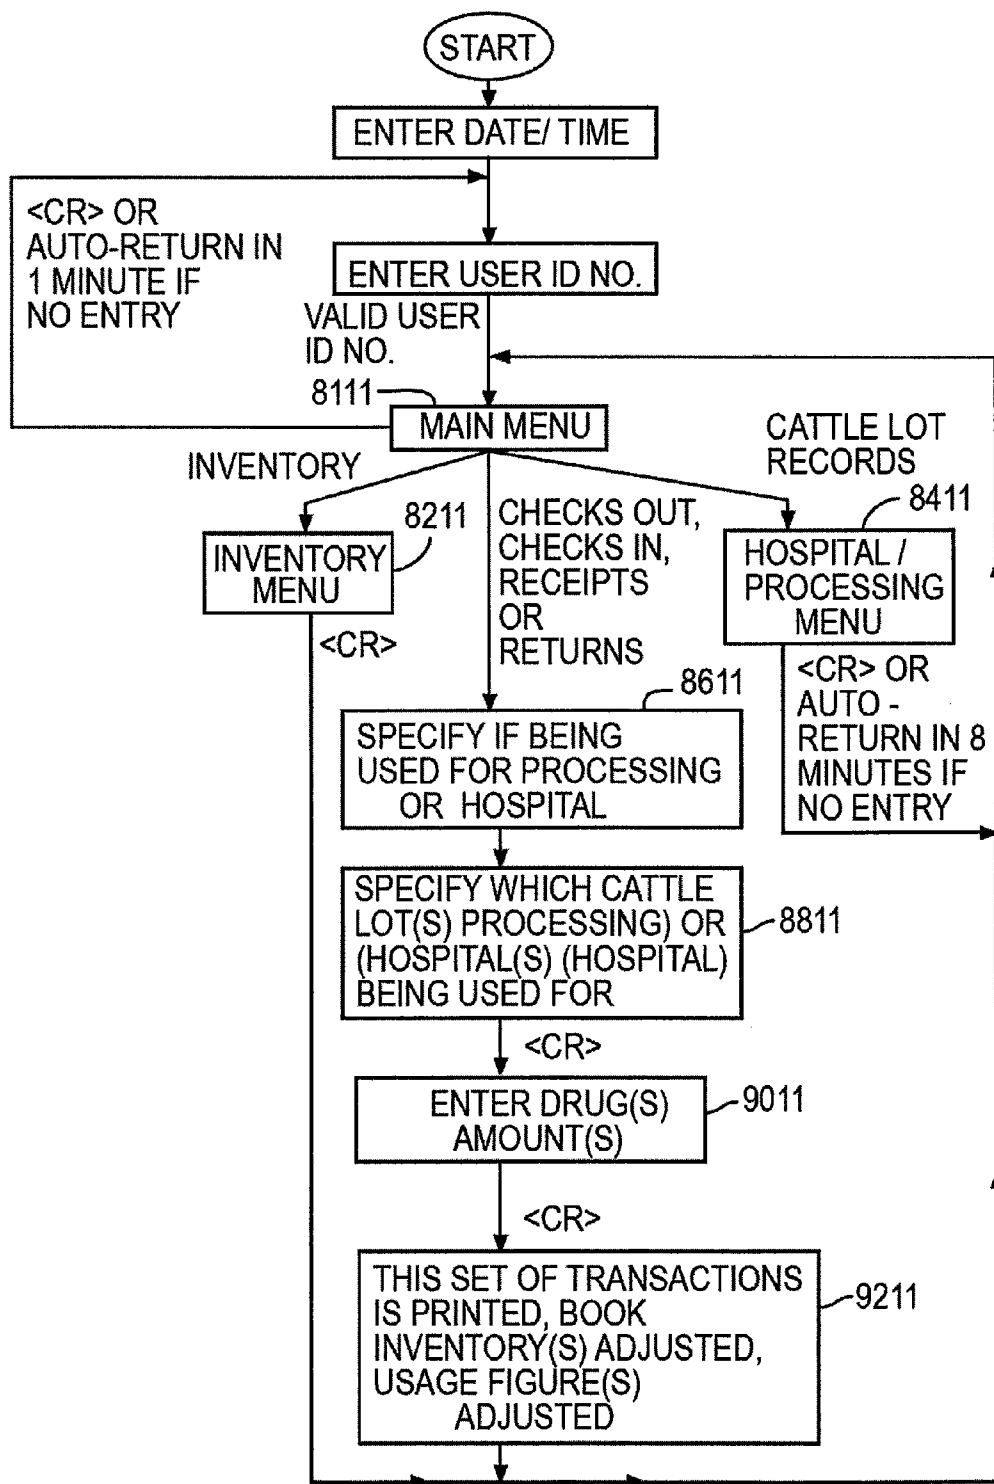 START
ENTER DATE/ TIME
<CR> OR
AUTO-RETURN IN
1 MINUTE IF
NO ENTRY
ENTER USER ID NO.
VALID USER
ID NO.
8111
MAIN MENU
INVENTORY
CATTLE LOT
RECORDS
8211
INVENTORY
MENU
<CR>
CHECKS OUT,
CHECKS IN,
RECEIPTS
OR
RETURNS
8411
HOSPITAL /
PROCESSING
MENU
<CR> OR
AUTO -
RETURN IN 8
MINUTES IF
NO ENTRY
8611
SPECIFY IF BEING
USED FOR PROCESSING
OR HOSPITAL
SPECIFY WHICH CATTLE
LOT(S) PROCESSING) OR
(HOSPITAL(S) (HOSPITAL)
BEING USED FOR
8811
<CR>
ENTER DRUG(S)
AMOUNT(S)
9011
<CR>
THIS SET OF TRANSACTIONS
IS PRINTED, BOOK
INVENTORY(S) ADJUSTED,
USAGE FIGURE(S)
ADJUSTED
9211